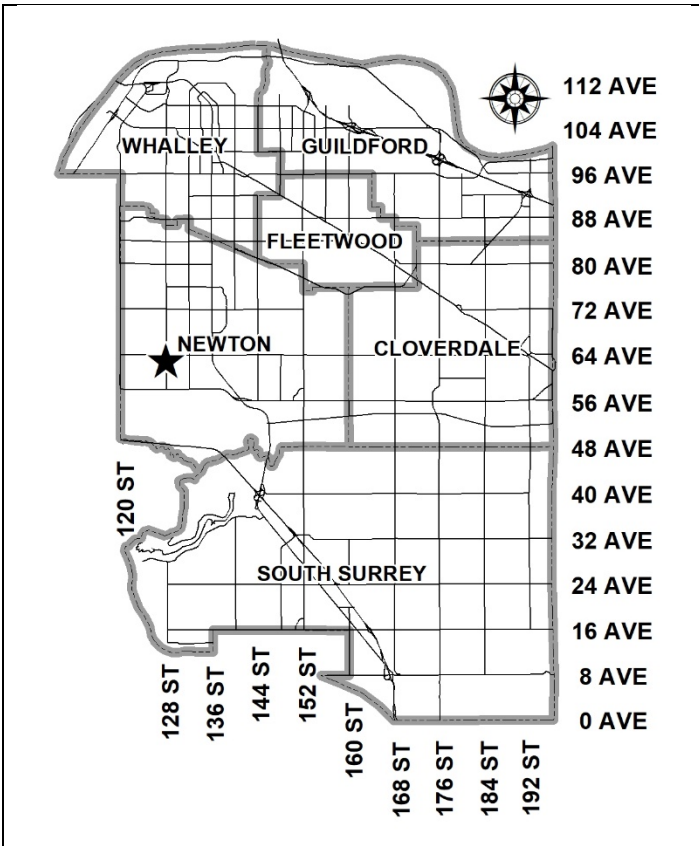 112 AVE
104 AVE
WHALLEY
GUILDFORD
96 AVE
88 AVE
FLEETWOOD
80 AVE
72 AVE
NEWTON
CLOVERDALE
64 AVE
56 AVE
48 AVE
120 ST
40 AVE
32 AVE
SOUTH SURREY
24 AVE
16 AVE
8 AVE
0 AVE
128 ST
136 ST
144 ST
152 ST
160 ST
168 ST
176 ST
184 ST
192 ST